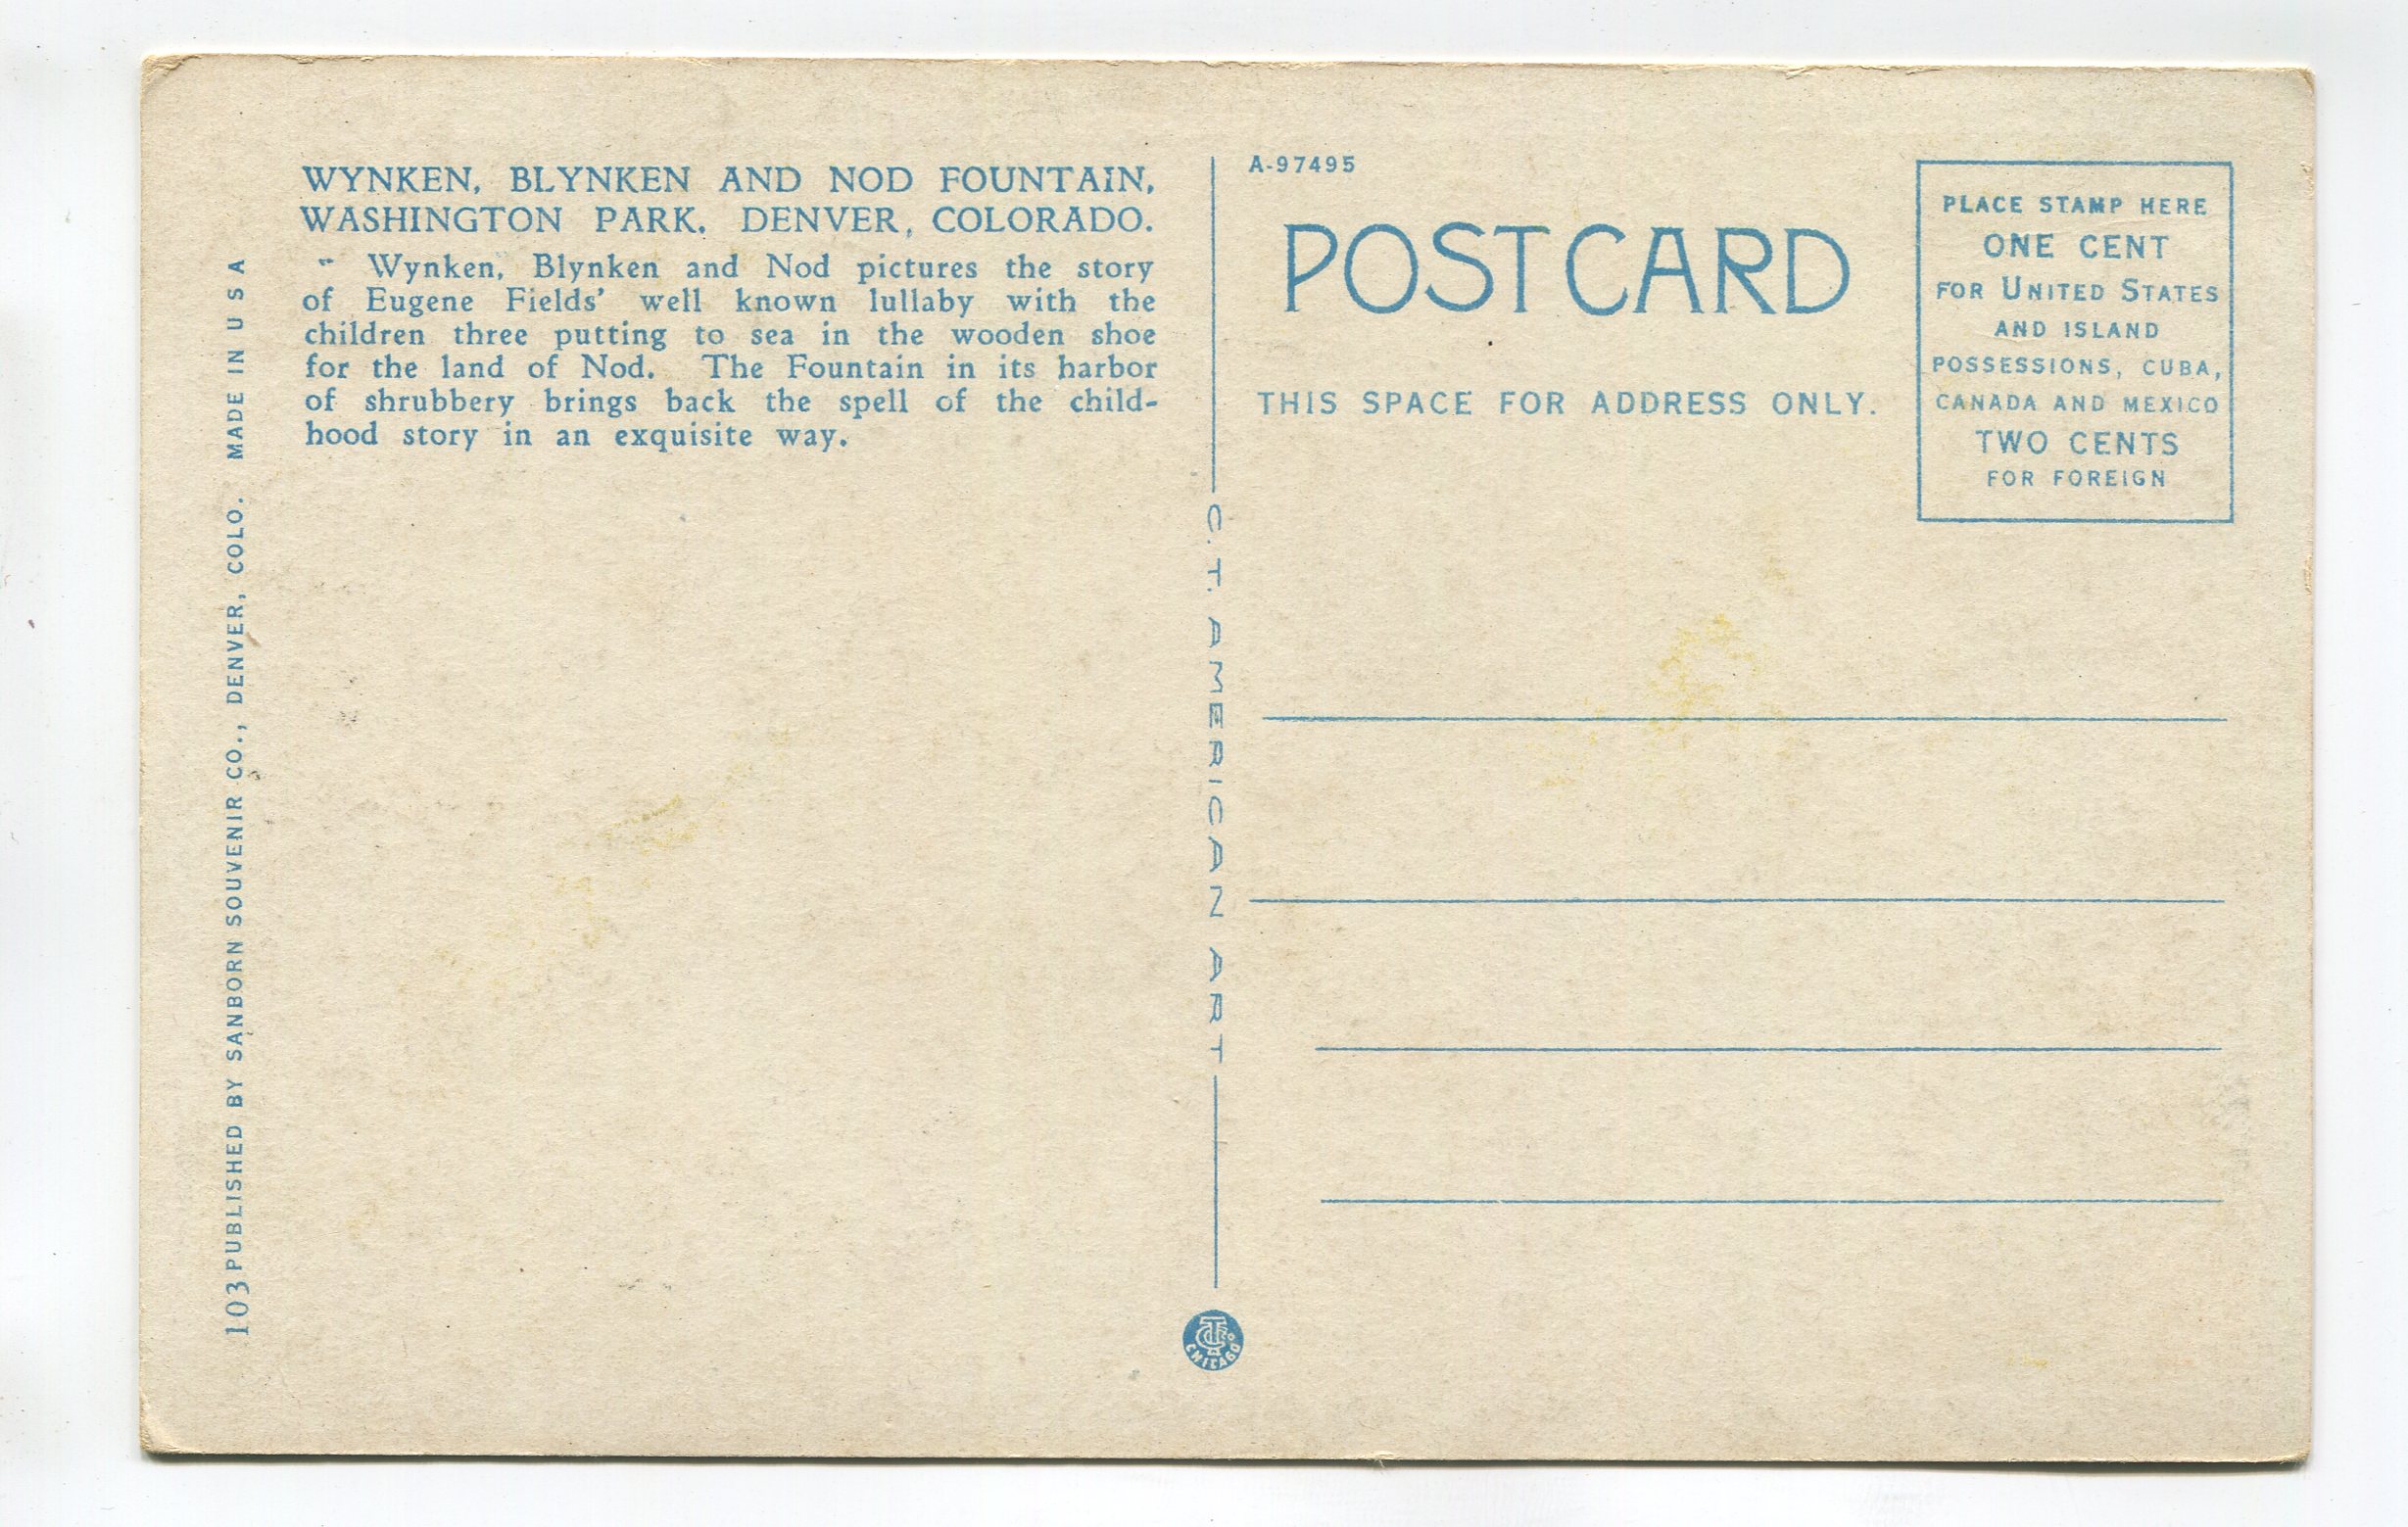 WYNKEN, BLYNKEN AND NOD FOUNTAIN,
WASHINGTON PARK, DENVER, COLORADO.
" Wynken, Blynken and Nod pictures the story
of Eugene Fields' well known lullaby with the
children three putting to sea in the wooden shoe
for the land of Nod. The Fountain in its harbor
of shrubbery brings back the spell of the child-
hood story in an exquisite way.
103 PUBLISHED BY SANBORN SOUVENIR CO., DENVER, COLO. MADE IN U S A
C.T. AMERICAN ART
CHICAGO
A-97495
POST CARD
THIS SPACE FOR ADDRESS ONLY.
PLACE STAMP HERE
ONE CENT
FOR UNITED STATES
AND ISLAND
POSSESSIONS, CUBA,
CANADA AND MEXICO
TWO CENTS
FOR FOREIGN